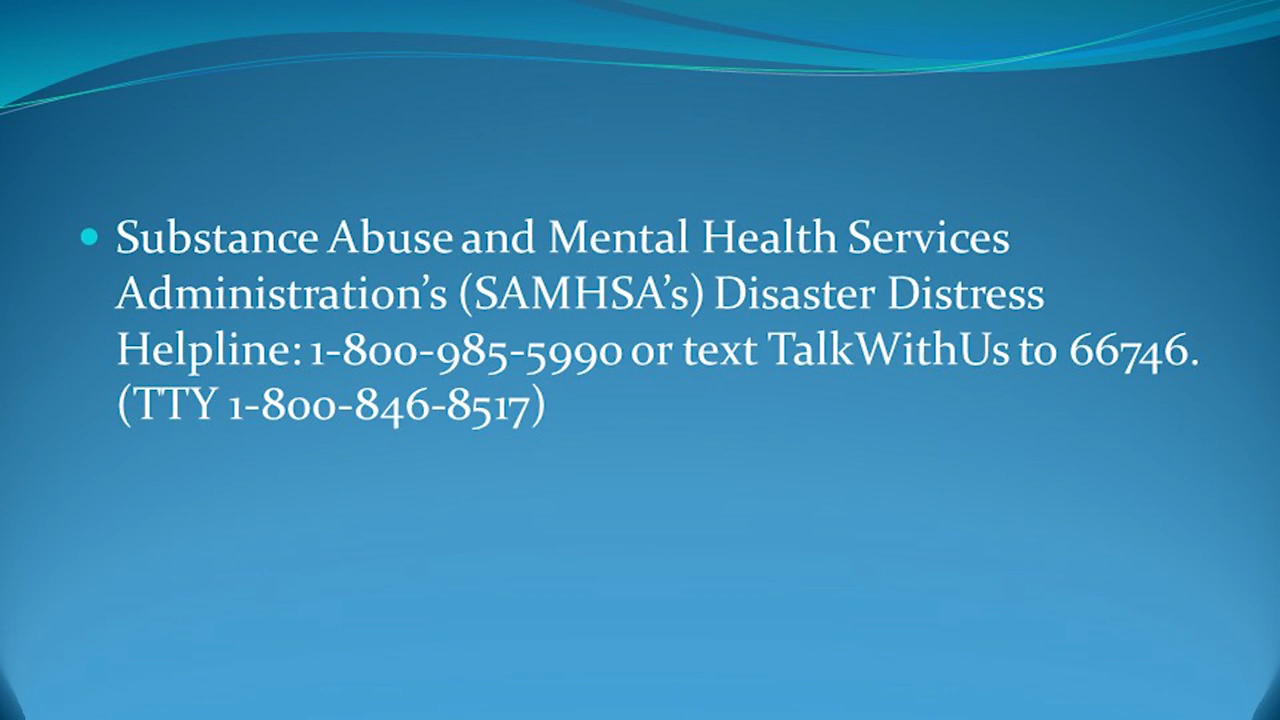 • Substance Abuse and Mental Health Services
Administration’s (SAMHSA’s) Disaster Distress
Helpline: 1-800-985-5990 or text TalkWithUs to 66746.
(TTY 1-800-846-8517)